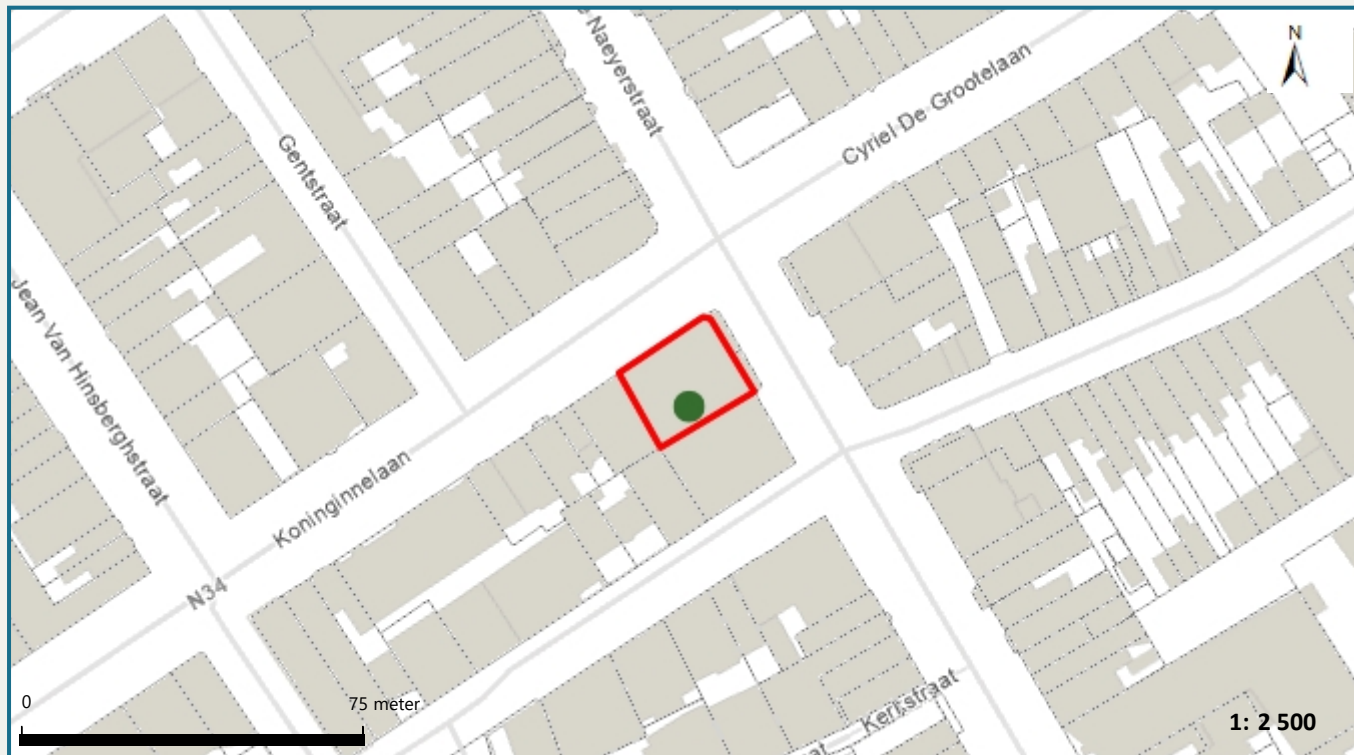 N
Naeyerstraat
Cyriel De Grootelaan
Gentstraat
Jean Van Hinsberghstraat
Koninginnelaan
N34
0
75 meter
Kerkstraat
1: 2 500